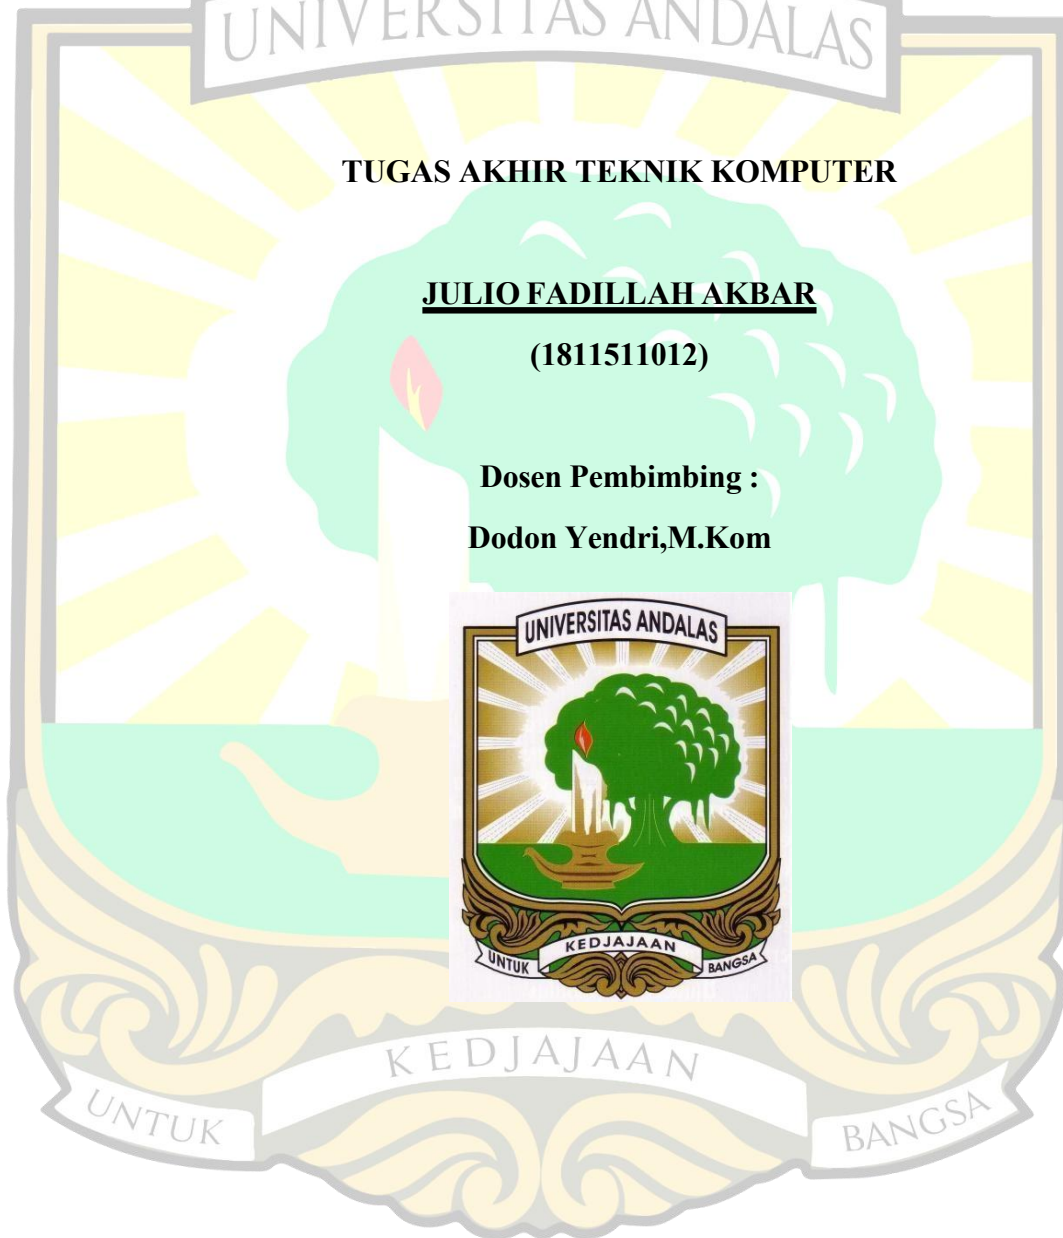 UNIVERSITAS ANDALAS
TUGAS AKHIR TEKNIK KOMPUTER
JULIO FADILLAH AKBAR
(1811511012)
Dosen Pembimbing :
Dodon Yendri,M.Kom
UNIVERSITAS ANDALAS
UNTUK KEDJAJAAN BANGSA
UNTUK KEDJAJAAN BANGSA